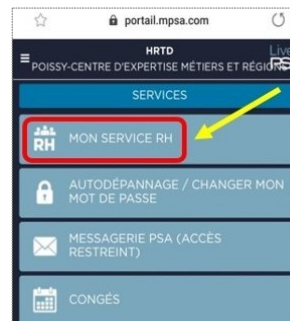 portail.mpsa.com
HRTD
Live
POISSY-CENTRE D'EXPERTISE MÉTIERS ET RÉGIONS
SERVICES
RH MON SERVICE RH
AUTODÉPANNAGE / CHANGER MON
MOT DE PASSE
MESSAGERIE PSA (ACCÈS
RESTREINT)
CONGÉS